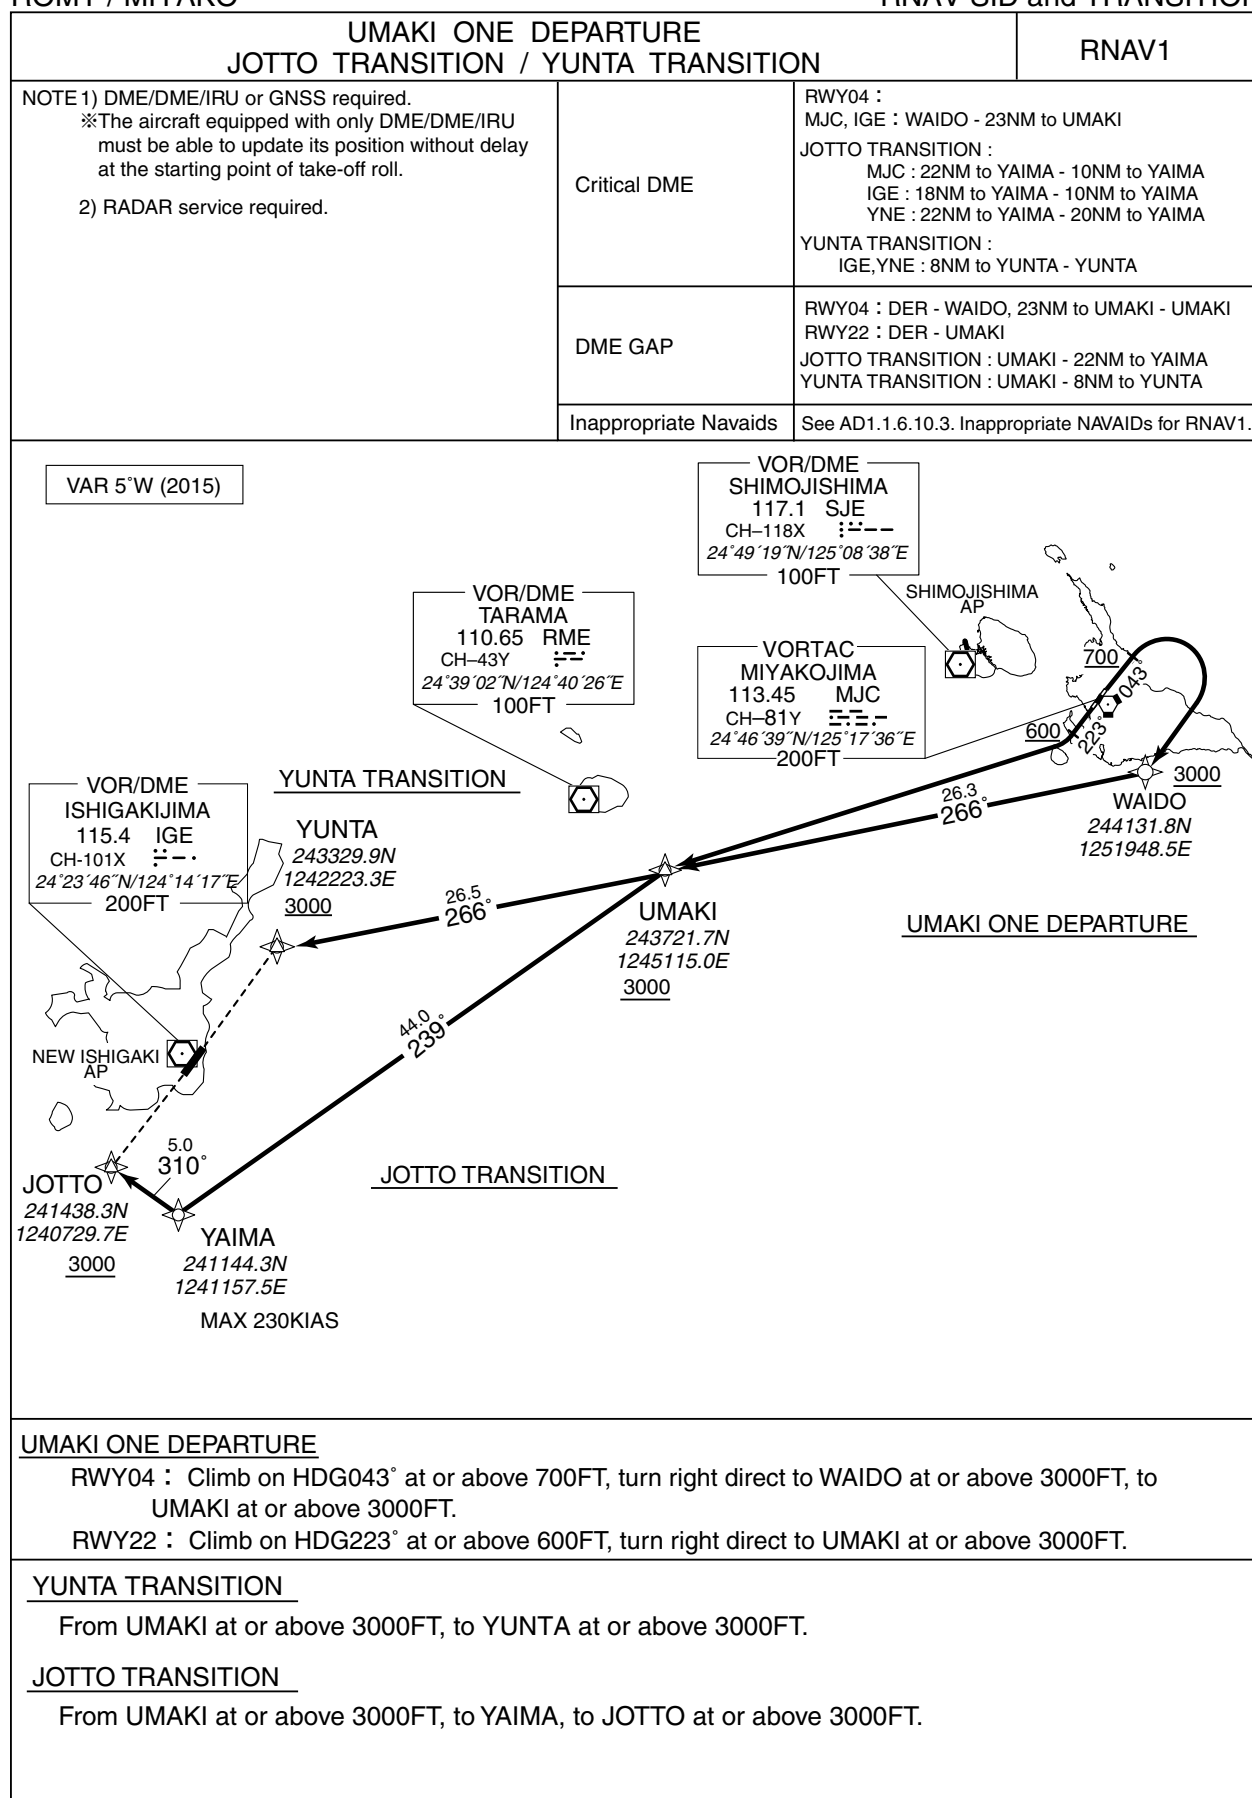 UMAKI ONE DEPARTURE
JOTTO TRANSITION / YUNTA TRANSITION
RNAV1
NOTE 1) DME/DME/IRU or GNSS required.
※The aircraft equipped with only DME/DME/IRU
must be able to update its position without delay
at the starting point of take-off roll.
2) RADAR service required.
Critical DME
RWY04 :
MJC, IGE : WAIDO - 23NM to UMAKI
JOTTO TRANSITION :
MJC : 22NM to YAIMA - 10NM to YAIMA
IGE : 18NM to YAIMA - 10NM to YAIMA
YNE : 22NM to YAIMA - 20NM to YAIMA
YUNTA TRANSITION :
IGE,YNE : 8NM to YUNTA - YUNTA
DME GAP
RWY04 : DER - WAIDO, 23NM to UMAKI - UMAKI
RWY22 : DER - UMAKI
JOTTO TRANSITION : UMAKI - 22NM to YAIMA
YUNTA TRANSITION : UMAKI - 8NM to YUNTA
Inappropriate Navaids
See AD1.1.6.10.3. Inappropriate NAVAIDs for RNAV1.
VAR 5˚W (2015)
VOR/DME
SHIMOJISHIMA
117.1 SJE
CH–118X
24˚49´19˝N/125˚08´38˝E
100FT
SHIMOJISHIMA
AP
VOR/DME
TARAMA
110.65 RME
CH–43Y
24˚39´02˝N/124˚40´26˝E
100FT
VORTAC
MIYAKOJIMA
113.45 MJC
CH–81Y
24˚46´39˝N/125˚17´36˝E
200FT
700
043˚
600
223˚
3000
WAIDO
244131.8N
1251948.5E
26.3
266˚
YUNTA TRANSITION
VOR/DME
ISHIGAKIJIMA
115.4 IGE
CH-101X
24˚23´46˝N/124˚14´17˝E
200FT
YUNTA
243329.9N
1242223.3E
3000
26.5
266˚
UMAKI
243721.7N
1245115.0E
3000
UMAKI ONE DEPARTURE
44.0
239˚
NEW ISHIGAKI
AP
5.0
310˚
JOTTO TRANSITION
JOTTO
241438.3N
1240729.7E
3000
YAIMA
241144.3N
1241157.5E
MAX 230KIAS
UMAKI ONE DEPARTURE
RWY04 : Climb on HDG043˚ at or above 700FT, turn right direct to WAIDO at or above 3000FT, to
UMAKI at or above 3000FT.
RWY22 : Climb on HDG223˚ at or above 600FT, turn right direct to UMAKI at or above 3000FT.
YUNTA TRANSITION
From UMAKI at or above 3000FT, to YUNTA at or above 3000FT.
JOTTO TRANSITION
From UMAKI at or above 3000FT, to YAIMA, to JOTTO at or above 3000FT.